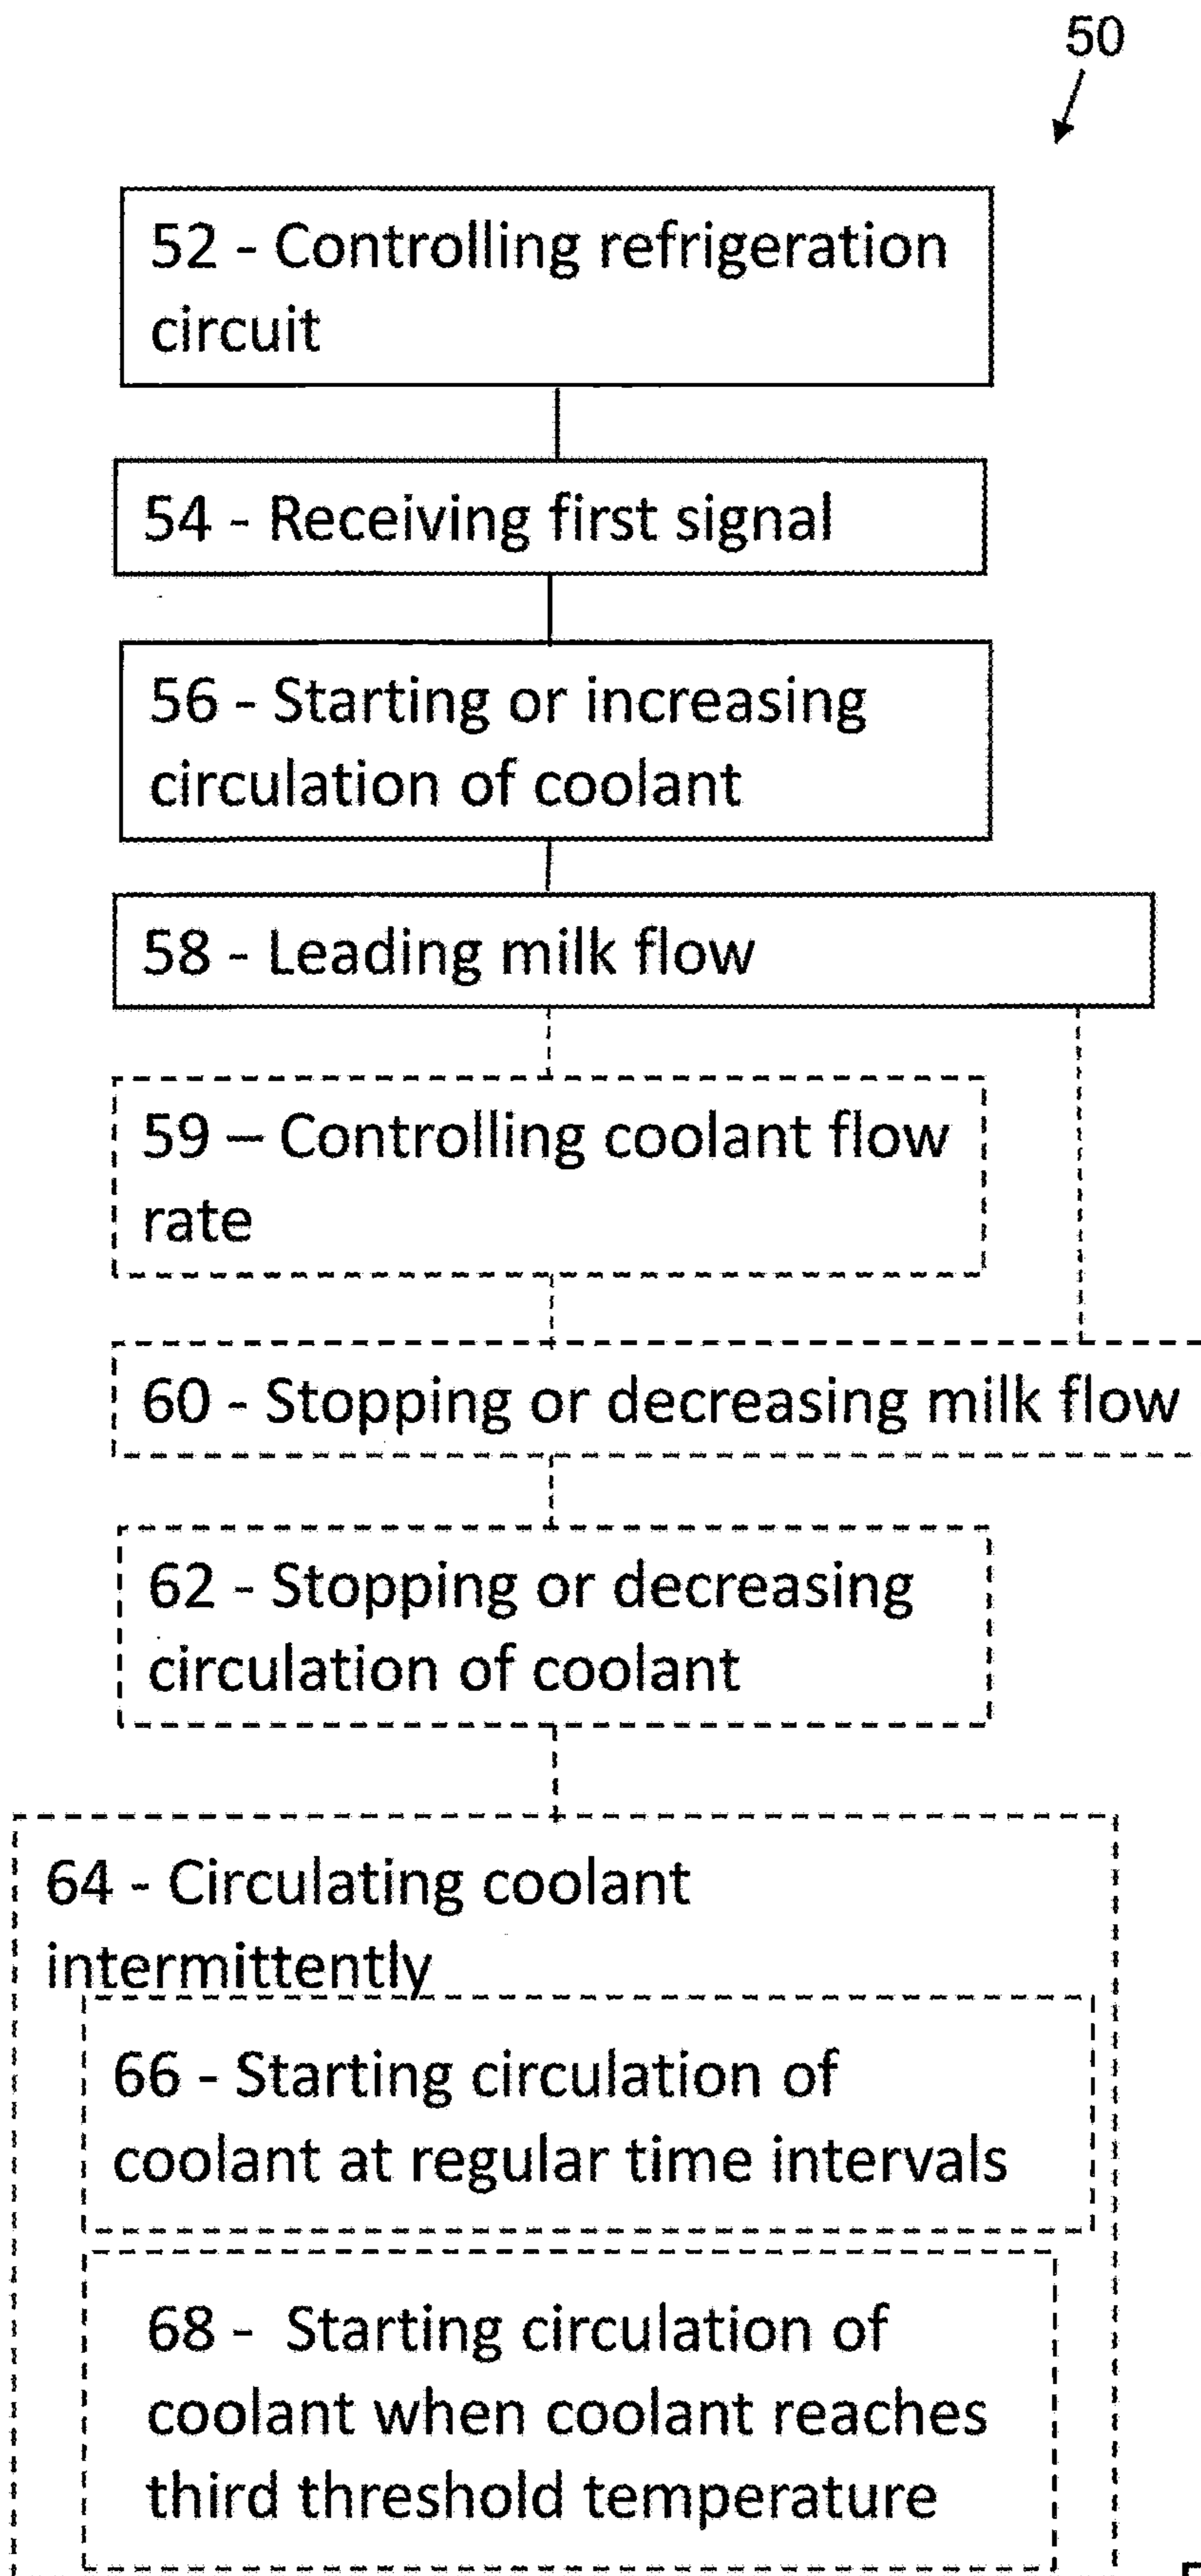 50
52 - Controlling refrigeration
circuit
54 - Receiving first signal
56 - Starting or increasing
circulation of coolant
58 - Leading milk flow
59 – Controlling coolant flow
rate
60 - Stopping or decreasing milk flow
62 - Stopping or decreasing
circulation of coolant
64 - Circulating coolant
intermittently
66 - Starting circulation of
coolant at regular time intervals
68 - Starting circulation of
coolant when coolant reaches
third threshold temperature